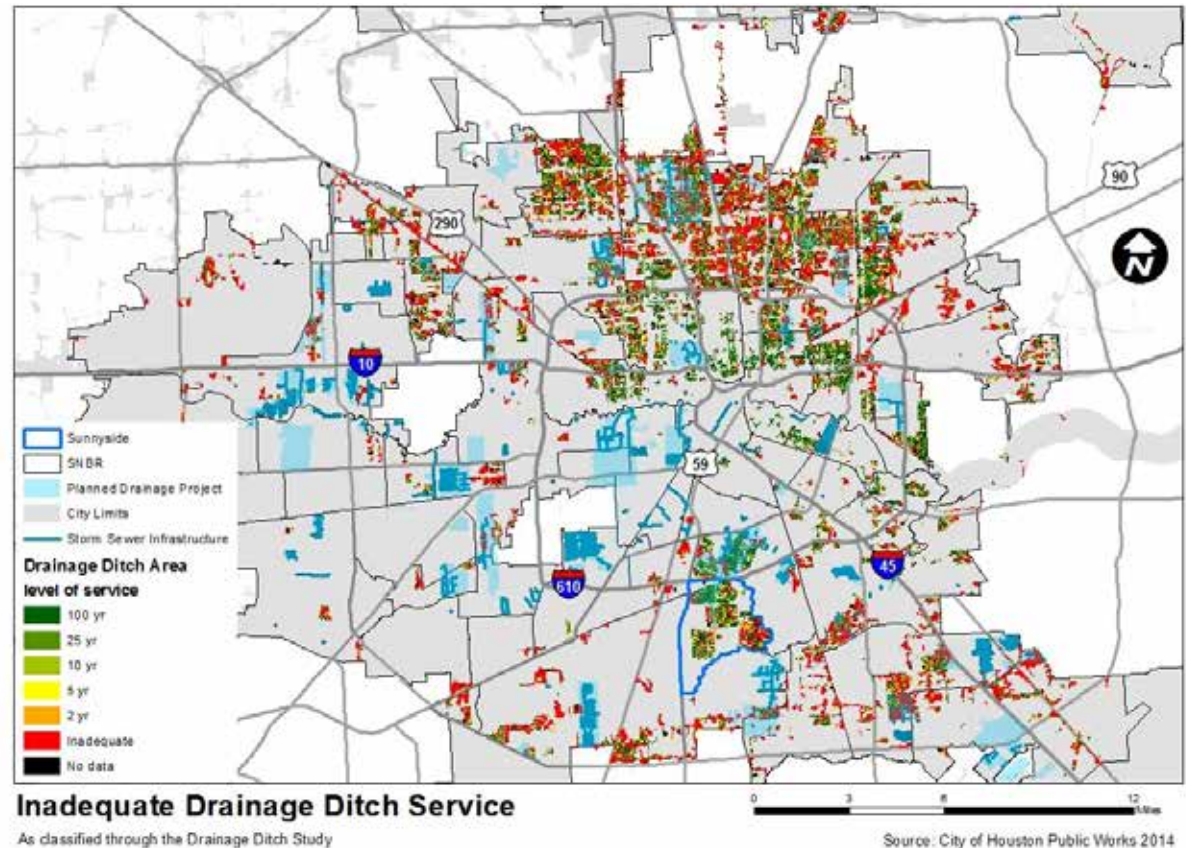 90
290
10
59
45
610
N
Sunnyside
SNBR
Planned Drainage Project
City Limits
Storm Sewer Infrastructure
Drainage Ditch Area
level of service
100 yr
25 yr
10 yr
5 yr
2 yr
Inadequate
No data
Inadequate Drainage Ditch Service
0 3 6 12
Miles
As classified through the Drainage Ditch Study
Source: City of Houston Public Works 2014